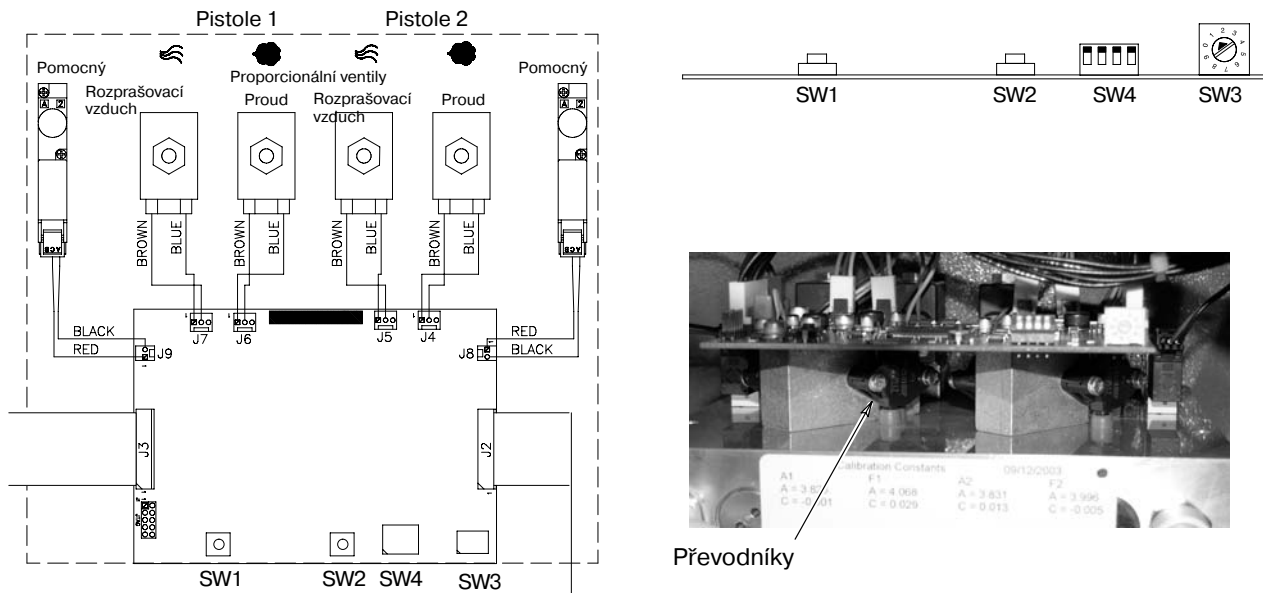 Pistole 1
Pistole 2
Pomocný
Rozprašovací vzduch
Proporcionální ventily
Proud
Rozprašovací vzduch
Proud
Pomocný
A 2
A 2
BROWN
BLUE
BROWN
BLUE
BROWN
BLUE
BROWN
BLUE
BLACK
RED
J9
J7
J6
J5
J4
J8
RED
BLACK
J3
J2
SW1
SW2
SW4
SW3
SW1
SW2
SW4
SW3
Calibration Constants
09/12/2003
A1
F1
A2
F2
A = 4.068
A = 3.831
A = 3.996
C = 0.029
C = 0.013
C = -0.005
Převodníky